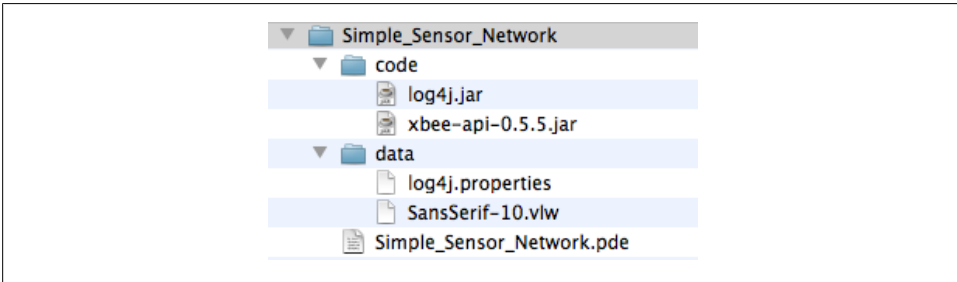 Simple_Sensor_Network
code
log4j.jar
xbee-api-0.5.5.jar
data
log4j.properties
SansSerif-10.vlw
Simple_Sensor_Network.pde